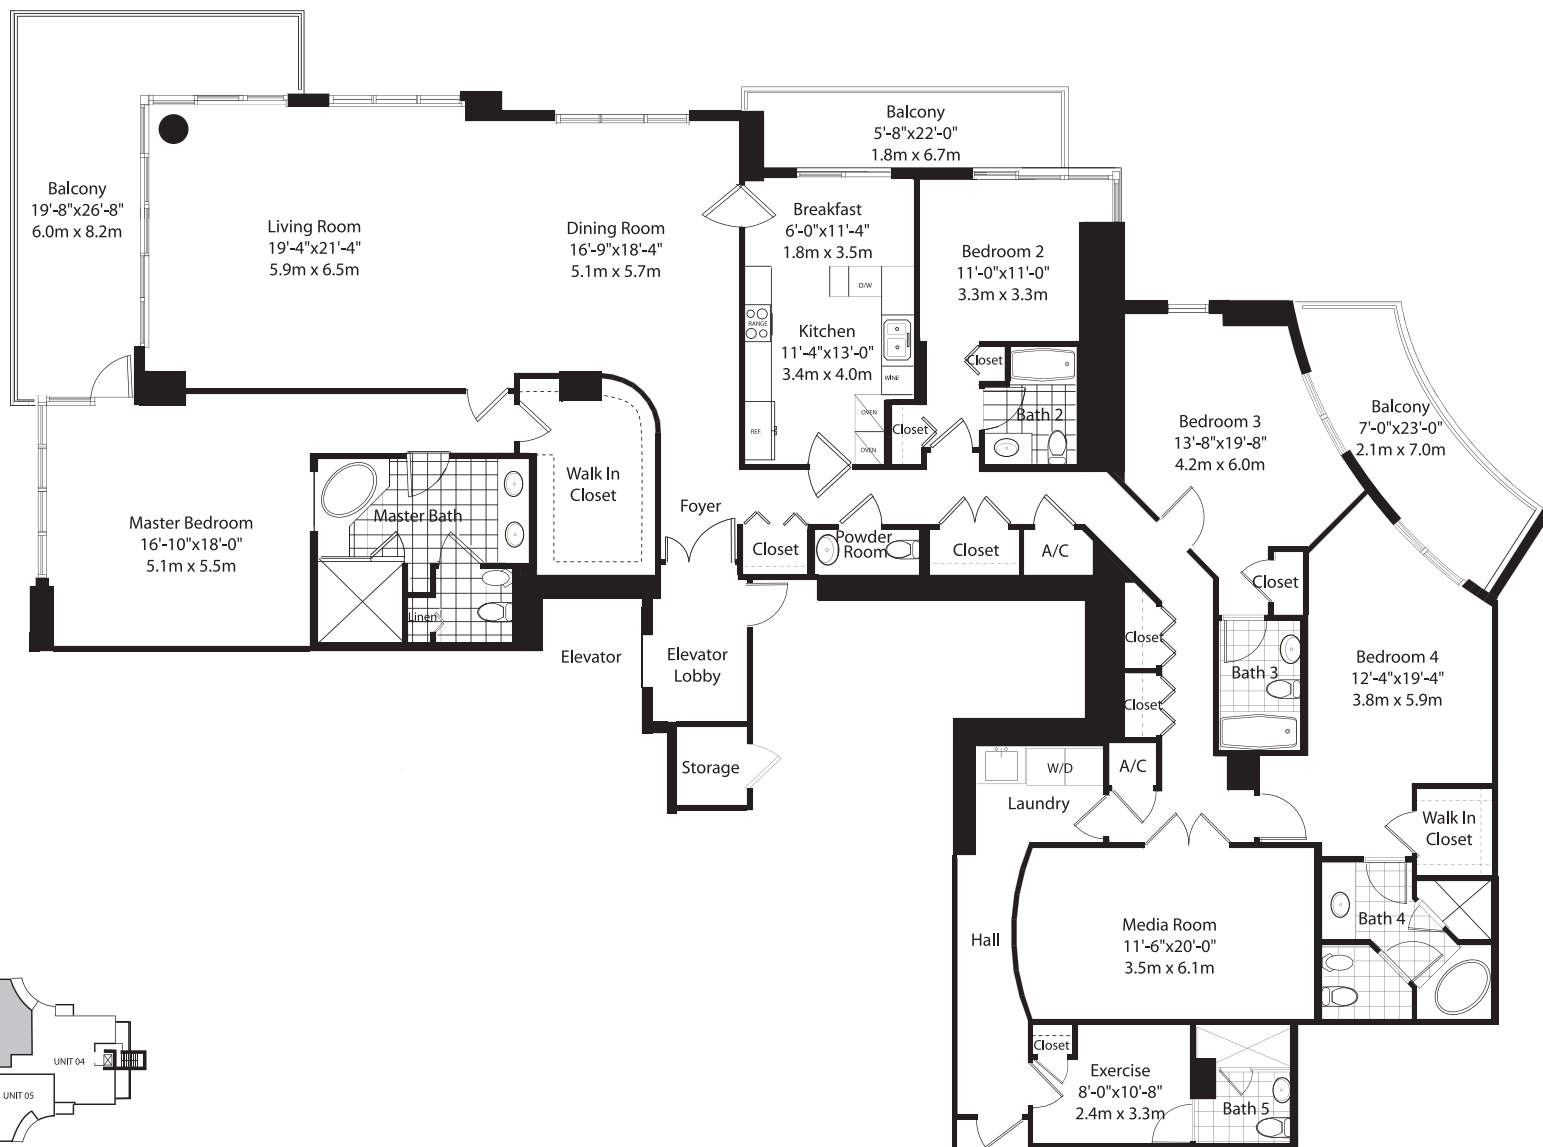 Balcony
19'-8"x26'-8"
6.0m x 8.2m
Living Room
19'-4"x21'-4"
5.9m x 6.5m
Dining Room
16'-9"x18'-4"
5.1m x 5.7m
Balcony
5'-8"x22'-0"
1.8m x 6.7m
Breakfast
6'-0"x11'-4"
1.8m x 3.5m
D/W
RANGE
Kitchen
11'-4"x13'-0"
3.4m x 4.0m
WINE
REF.
OVEN
OVEN
Bedroom 2
11'-0"x11'-0"
3.3m x 3.3m
Closet
Closet
Bath 2
Bedroom 3
13'-8"x19'-8"
4.2m x 6.0m
Balcony
7'-0"x23'-0"
2.1m x 7.0m
Walk In
Closet
Master Bedroom
16'-10"x18'-0"
5.1m x 5.5m
Master Bath
Linen
Foyer
Closet
Powder
Room
Closet
A/C
Closet
Elevator
Elevator
Lobby
Storage
Closet
Closet
Bath 3
Bedroom 4
12'-4"x19'-4"
3.8m x 5.9m
W/D
A/C
Laundry
Walk In
Closet
Hall
Media Room
11'-6"x20'-0"
3.5m x 6.1m
Bath 4
Closet
Exercise
8'-0"x10'-8"
2.4m x 3.3m
Bath 5
UNIT 04
UNIT 05